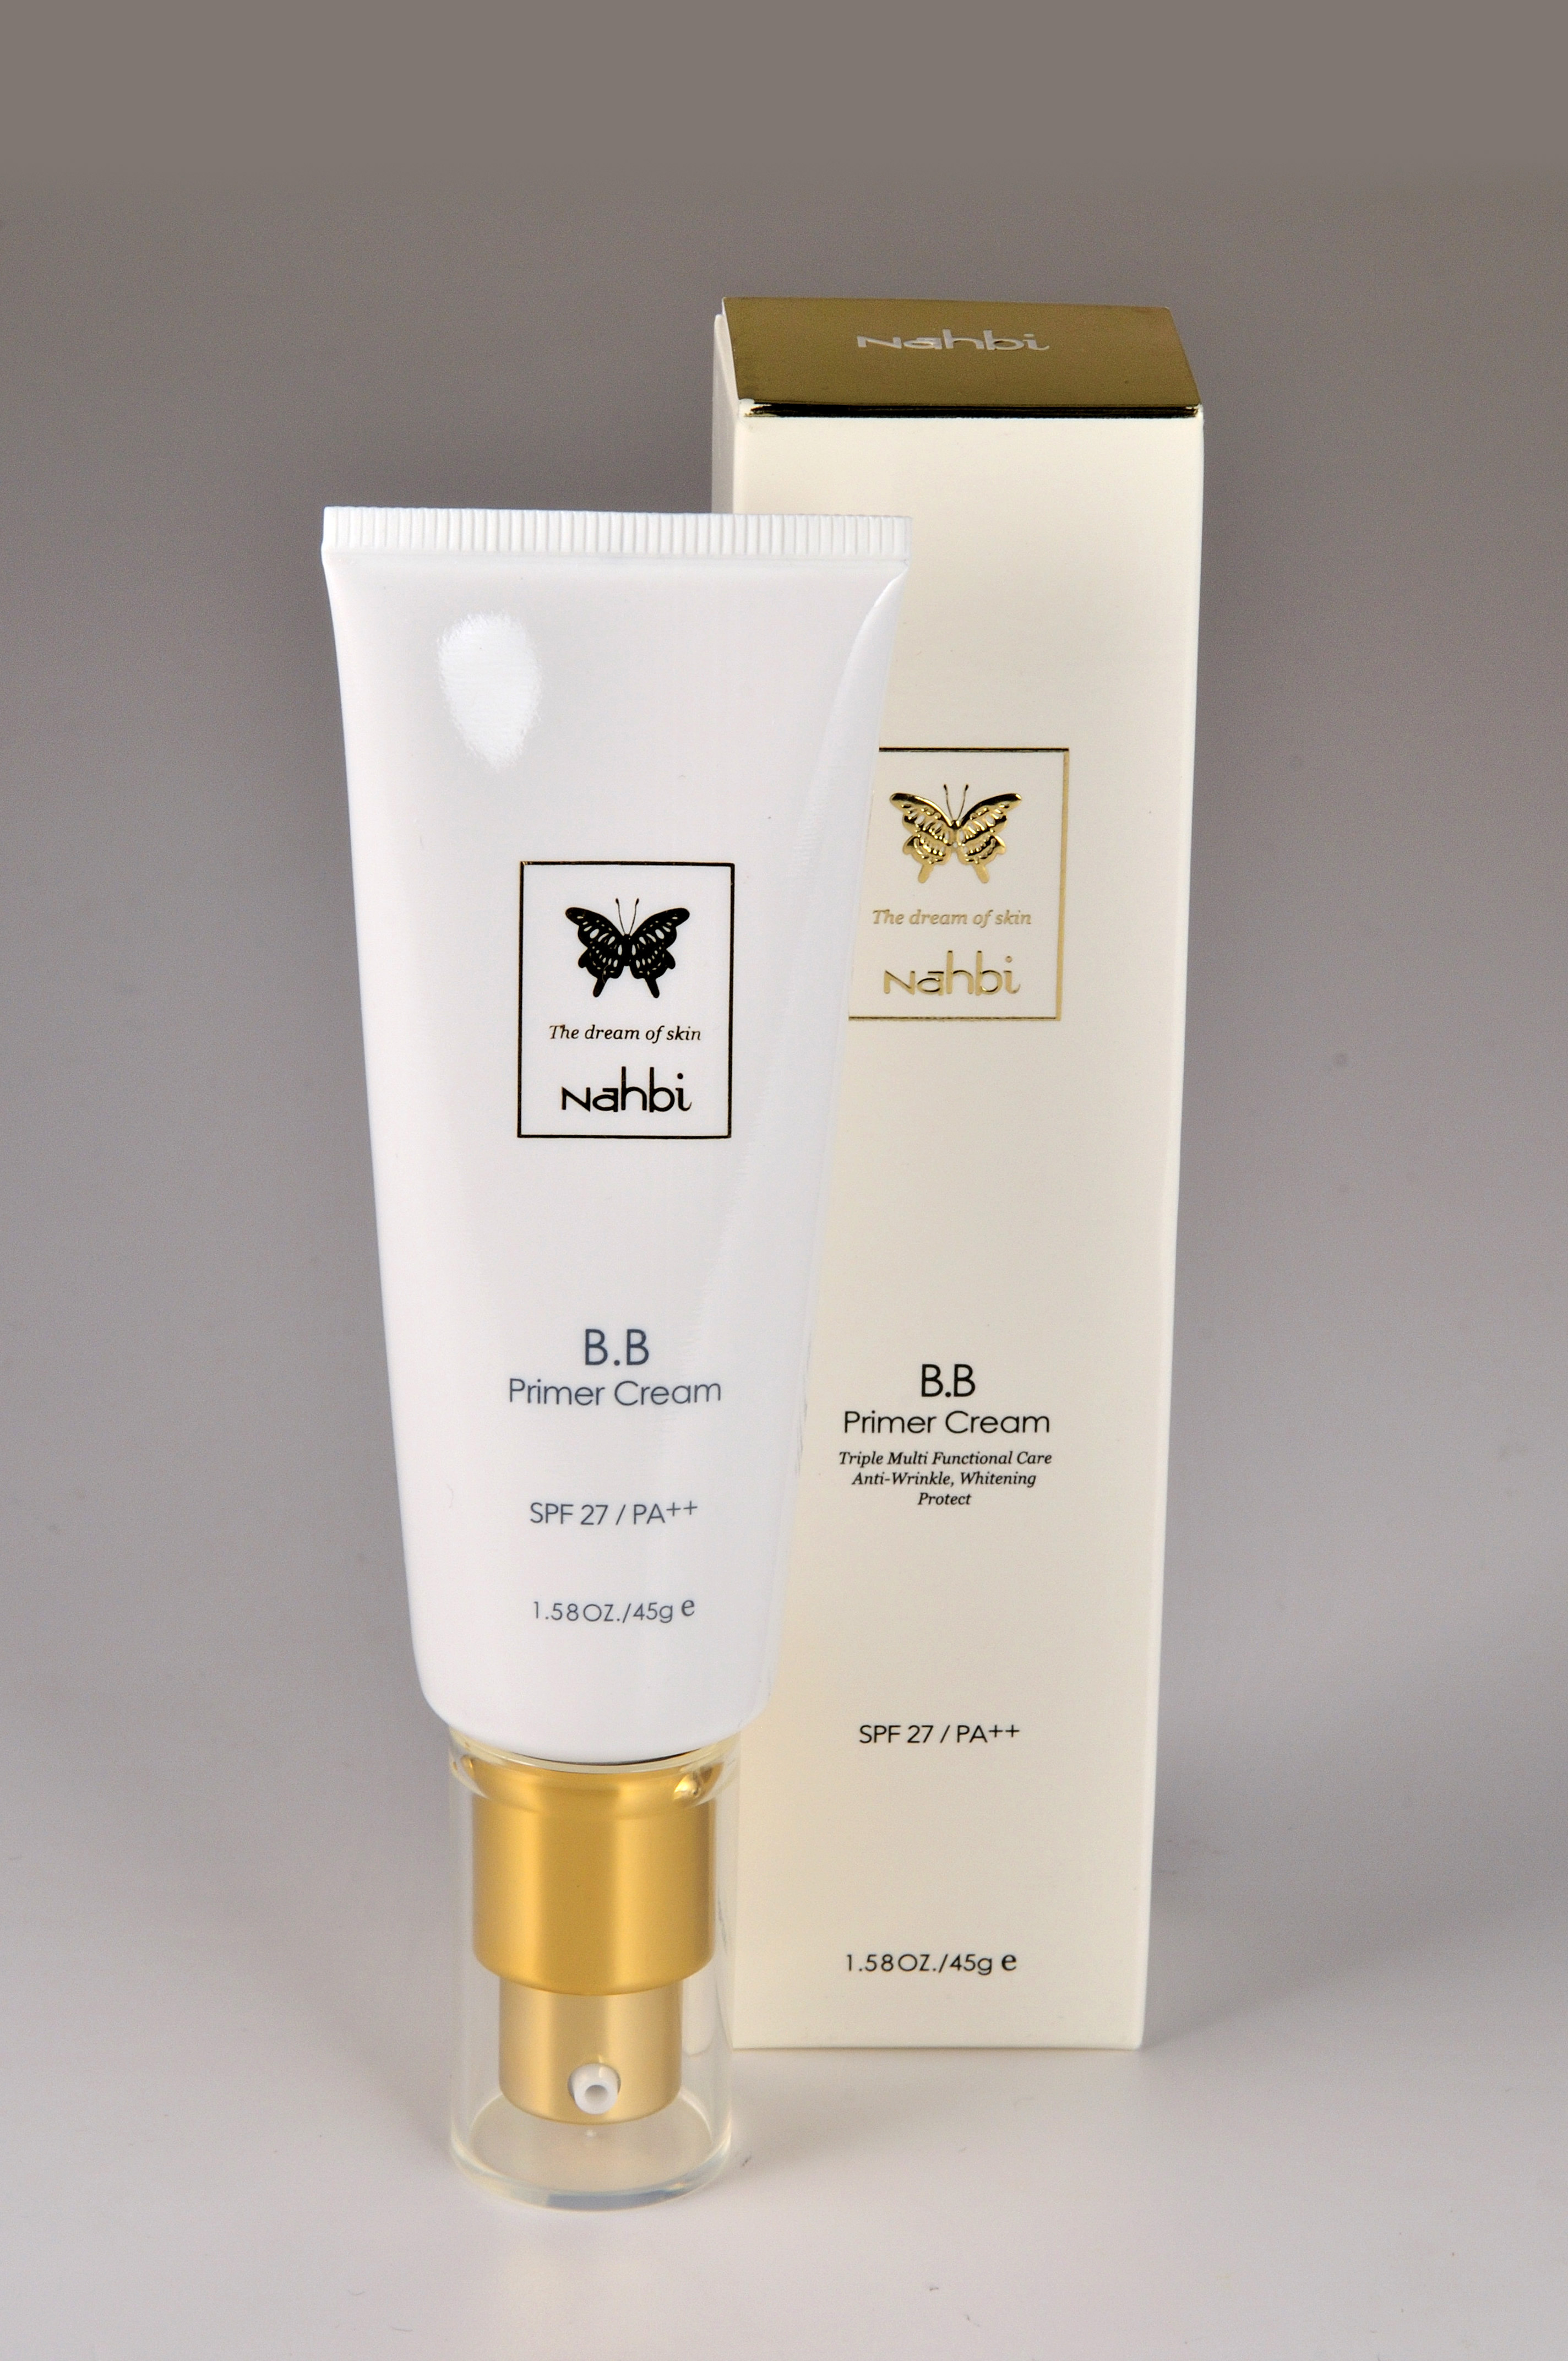 The dream of skin
Nahbi
B.B
Primer Cream
SPF 27 / PA++
1.58OZ./45g e
Nahbi
The dream of skin
Nahbi
B.B
Primer Cream
Triple Multi Functional Care
Anti-Wrinkle, Whitening
Protect
SPF 27 / PA++
1.58OZ./45g e